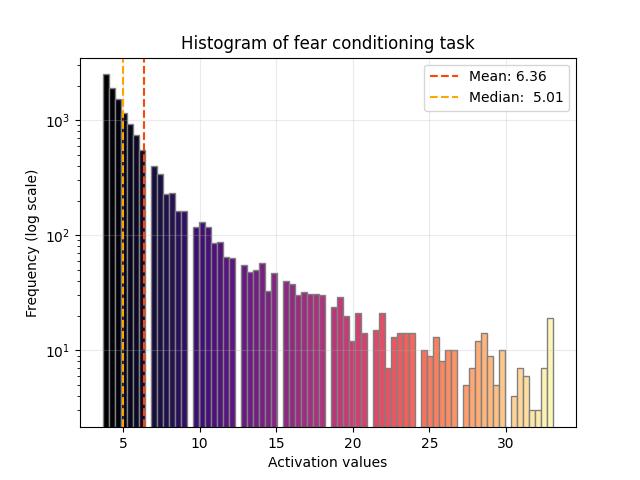 Histogram of fear conditioning task
Mean: 6.36
Median:  5.01
Frequency (log scale)
10³
10²
10¹
5 10 15 20 25 30
Activation values